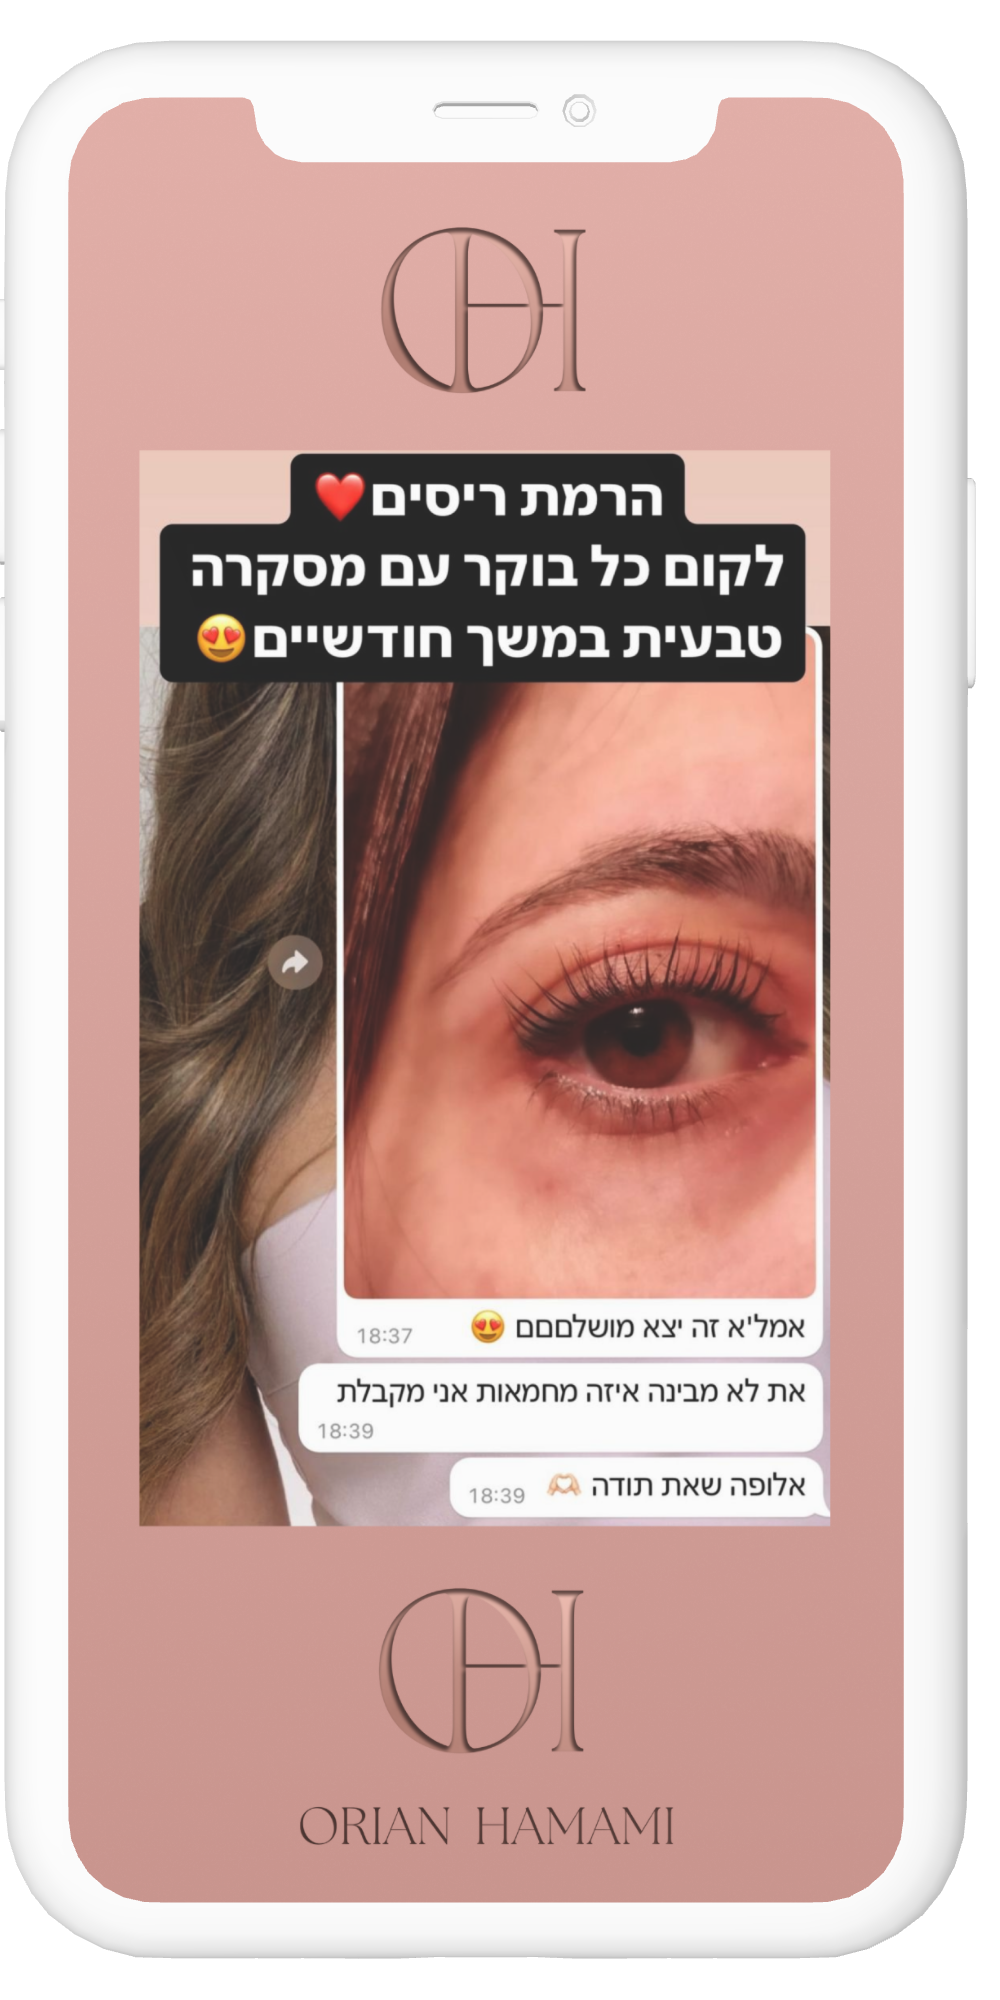 OH
הרמת ריסים❤️
לקום כל בוקר עם מסקרה
טבעית במשך חודשיים😍
אמל'א זה יצא מושלםםם 😍
18:37
את לא מבינה איזה מחמאות אני מקבלת
18:39
אלופה שאת תודה 🫶🏻
18:39
OH
ORIAN HAMAMI